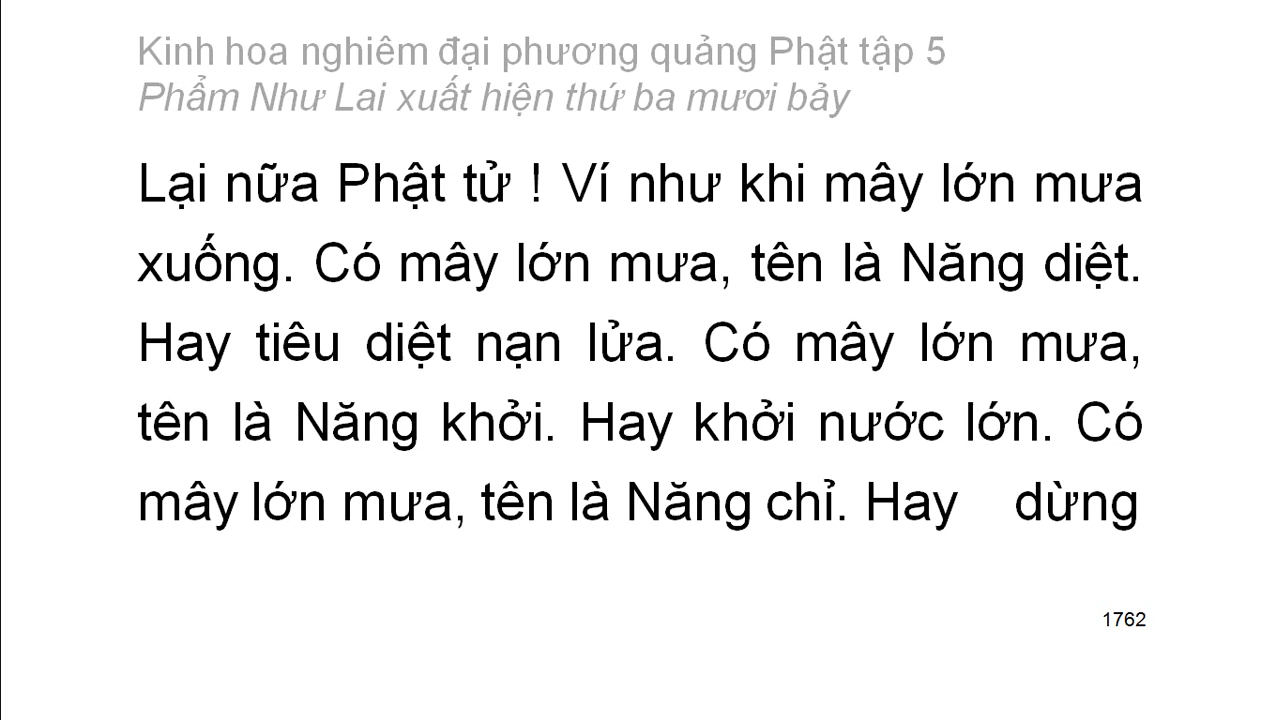 Kinh hoa nghiêm đại phương quảng Phật tập 5
Phẩm Như Lai xuất hiện thứ ba mươi bảy
Lại nữa Phật tử ! Ví như khi mây lớn mưa
xuống. Có mây lớn mưa, tên là Năng diệt.
Hay tiêu diệt nạn lửa. Có mây lớn mưa,
tên là Năng khởi. Hay khởi nước lớn. Có
mây lớn mưa, tên là Năng chỉ. Hay dừng
1762